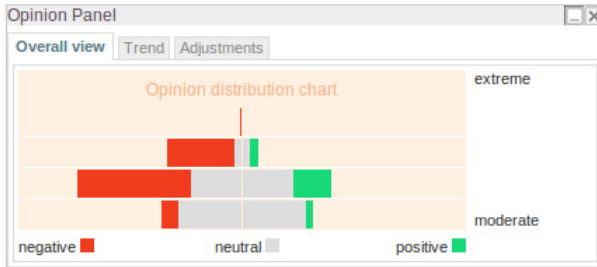 Opinion Panel
Overall view Trend Adjustments
Opinion distribution chart
extreme
moderate
negative neutral positive